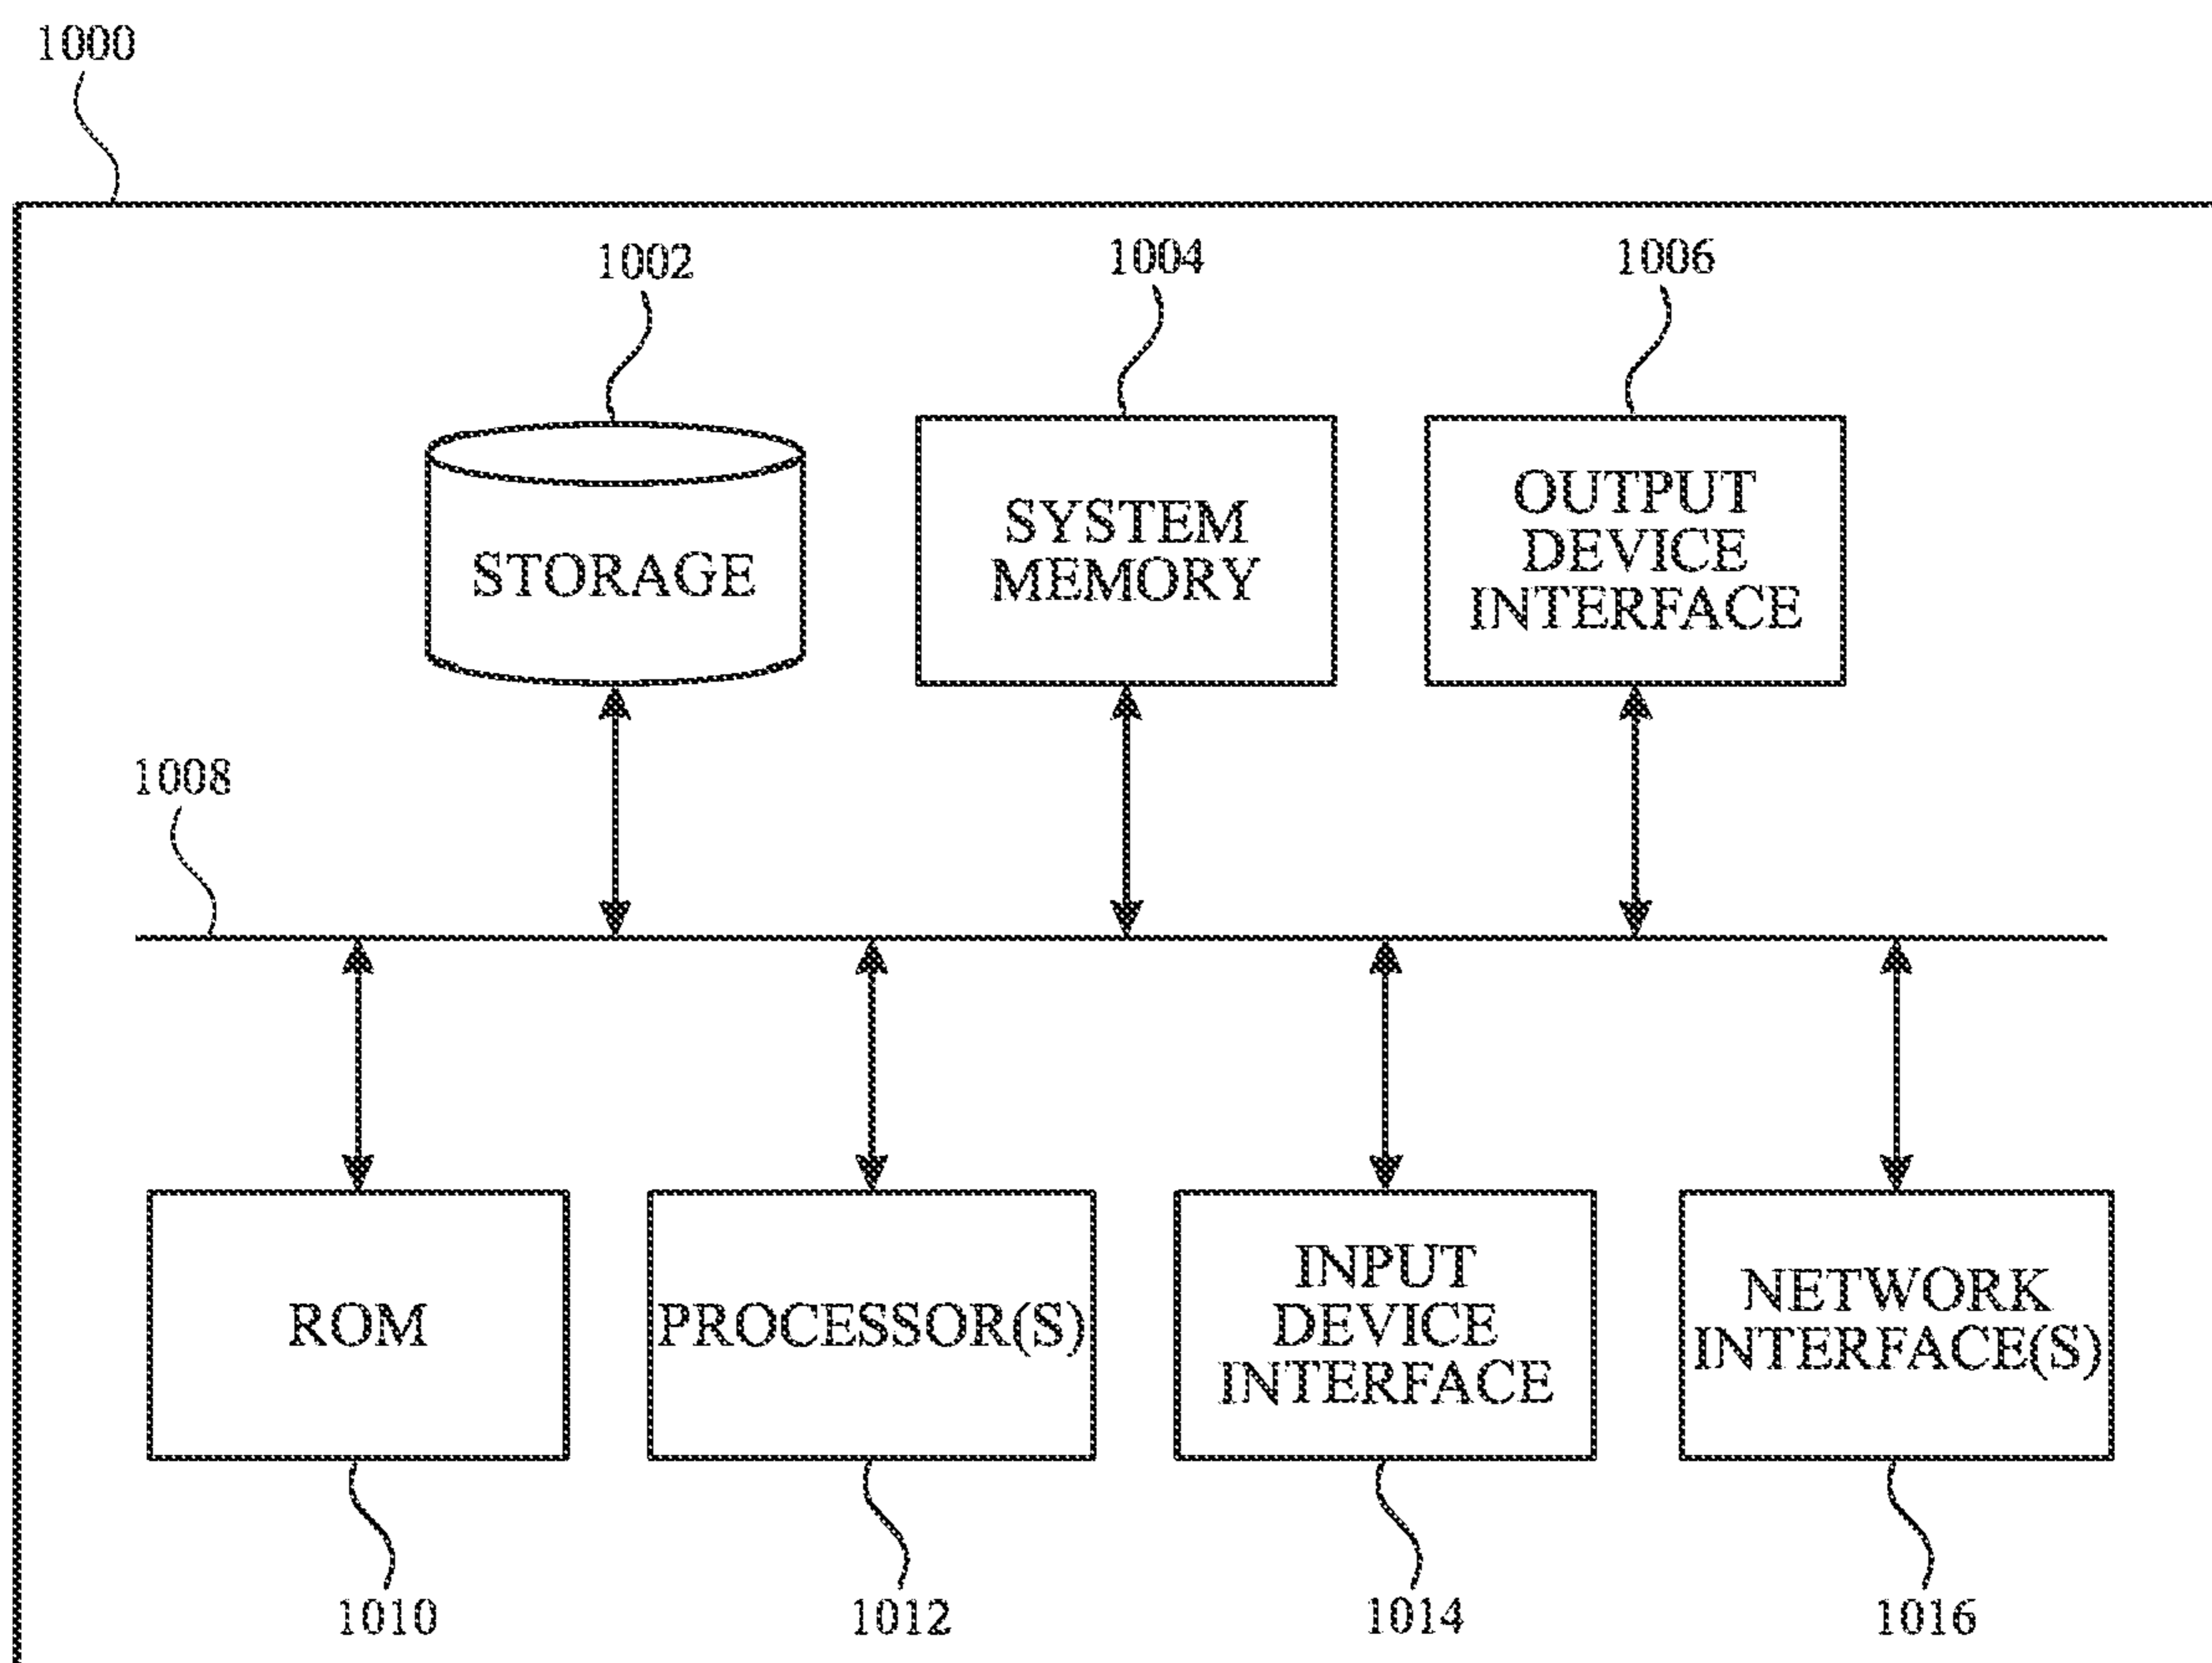 1000
1002
1004
1006
STORAGE
SYSTEM
MEMORY
OUTPUT
DEVICE
INTERFACE
1008
ROM
PROCESSOR(S)
INPUT
DEVICE
INTERFACE
NETWORK
INTERFACE(S)
1010
1012
1014
1016